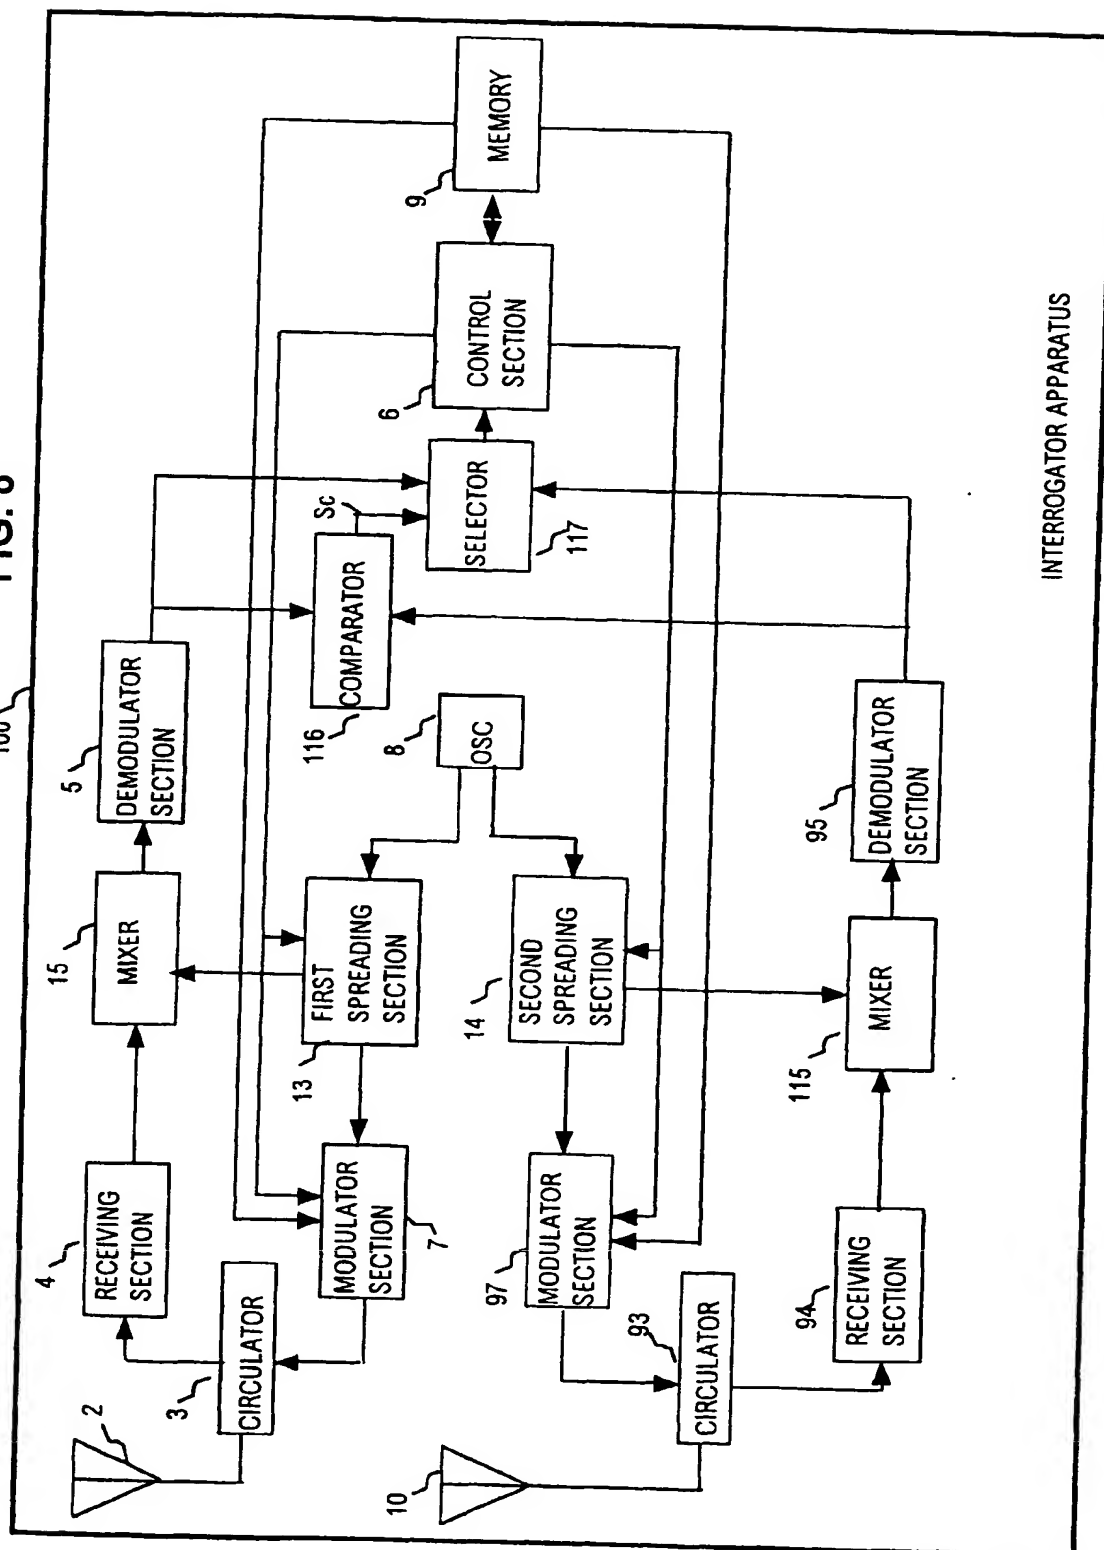 100
2
CIRCULATOR
3
4
RECEIVING
SECTION
15
MIXER
5
DEMODULATOR
SECTION
MODULATOR
SECTION
7
FIRST
SPREADING
SECTION
13
COMPARATOR
116
Sc
8
OSC
SELECTOR
117
6
CONTROL
SECTION
9
MEMORY
10
CIRCULATOR
93
MODULATOR
SECTION
97
14
SECOND
SPREADING
SECTION
94
RECEIVING
SECTION
115
MIXER
95
DEMODULATOR
SECTION
INTERROGATOR APPARATUS